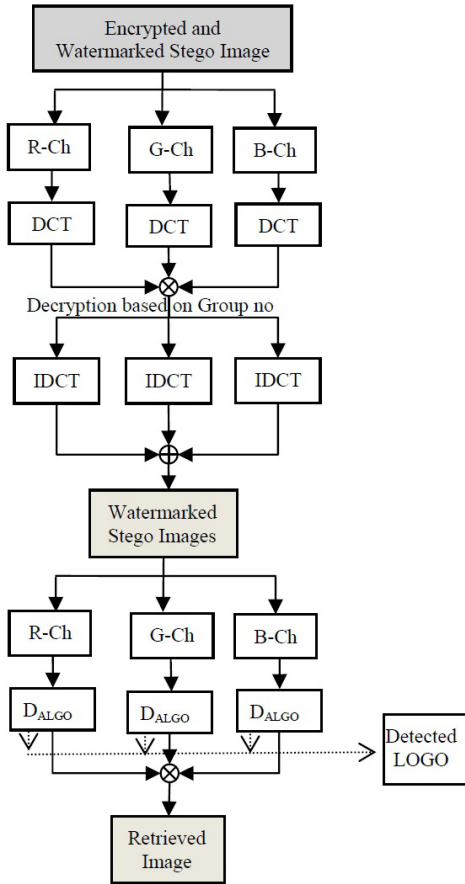 Encrypted and
Watermarked Stego Image
R-Ch
G-Ch
B-Ch
DCT
DCT
DCT
Decryption based on Group no
IDCT
IDCT
IDCT
Watermarked
Stego Images
R-Ch
G-Ch
B-Ch
DALGO
DALGO
DALGO
Detected
LOGO
Retrieved
Image